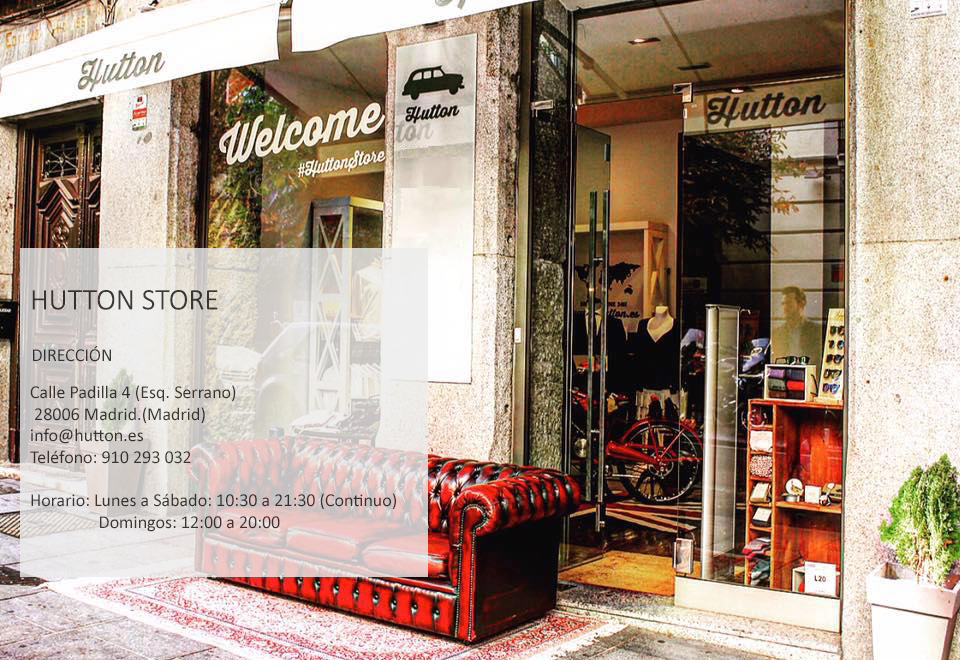 Hutton
Hutton
Welcome
#HuttonStore
Hutton
HUTTON STORE
DIRECCIÓN
Calle Padilla 4 (Esq. Serrano)
28006 Madrid.(Madrid)
info@hutton.es
Teléfono: 910 293 032
Horario: Lunes a Sábado: 10:30 a 21:30 (Continuo)
Domingos: 12:00 a 20:00
L20